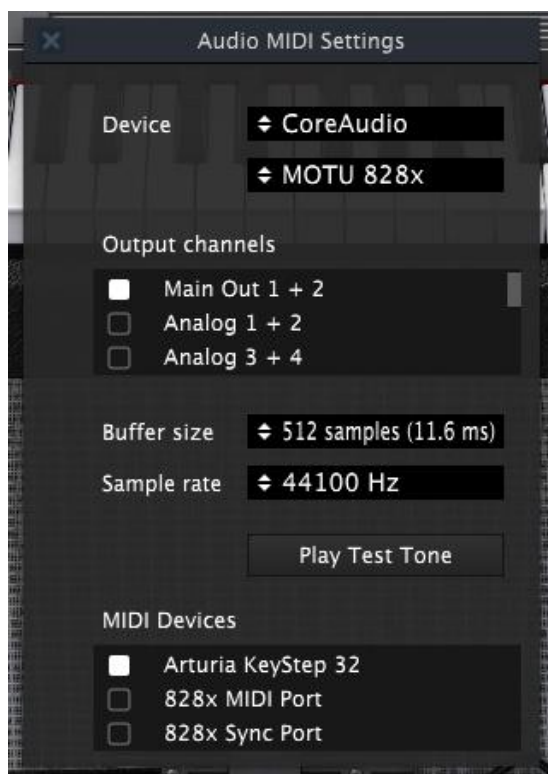 Audio MIDI Settings
Device
CoreAudio
MOTU 828x
Output channels
Main Out 1 + 2
Analog 1 + 2
Analog 3 + 4
Buffer size
512 samples (11.6 ms)
Sample rate
44100 Hz
Play Test Tone
MIDI Devices
Arturia KeyStep 32
828x MIDI Port
828x Sync Port